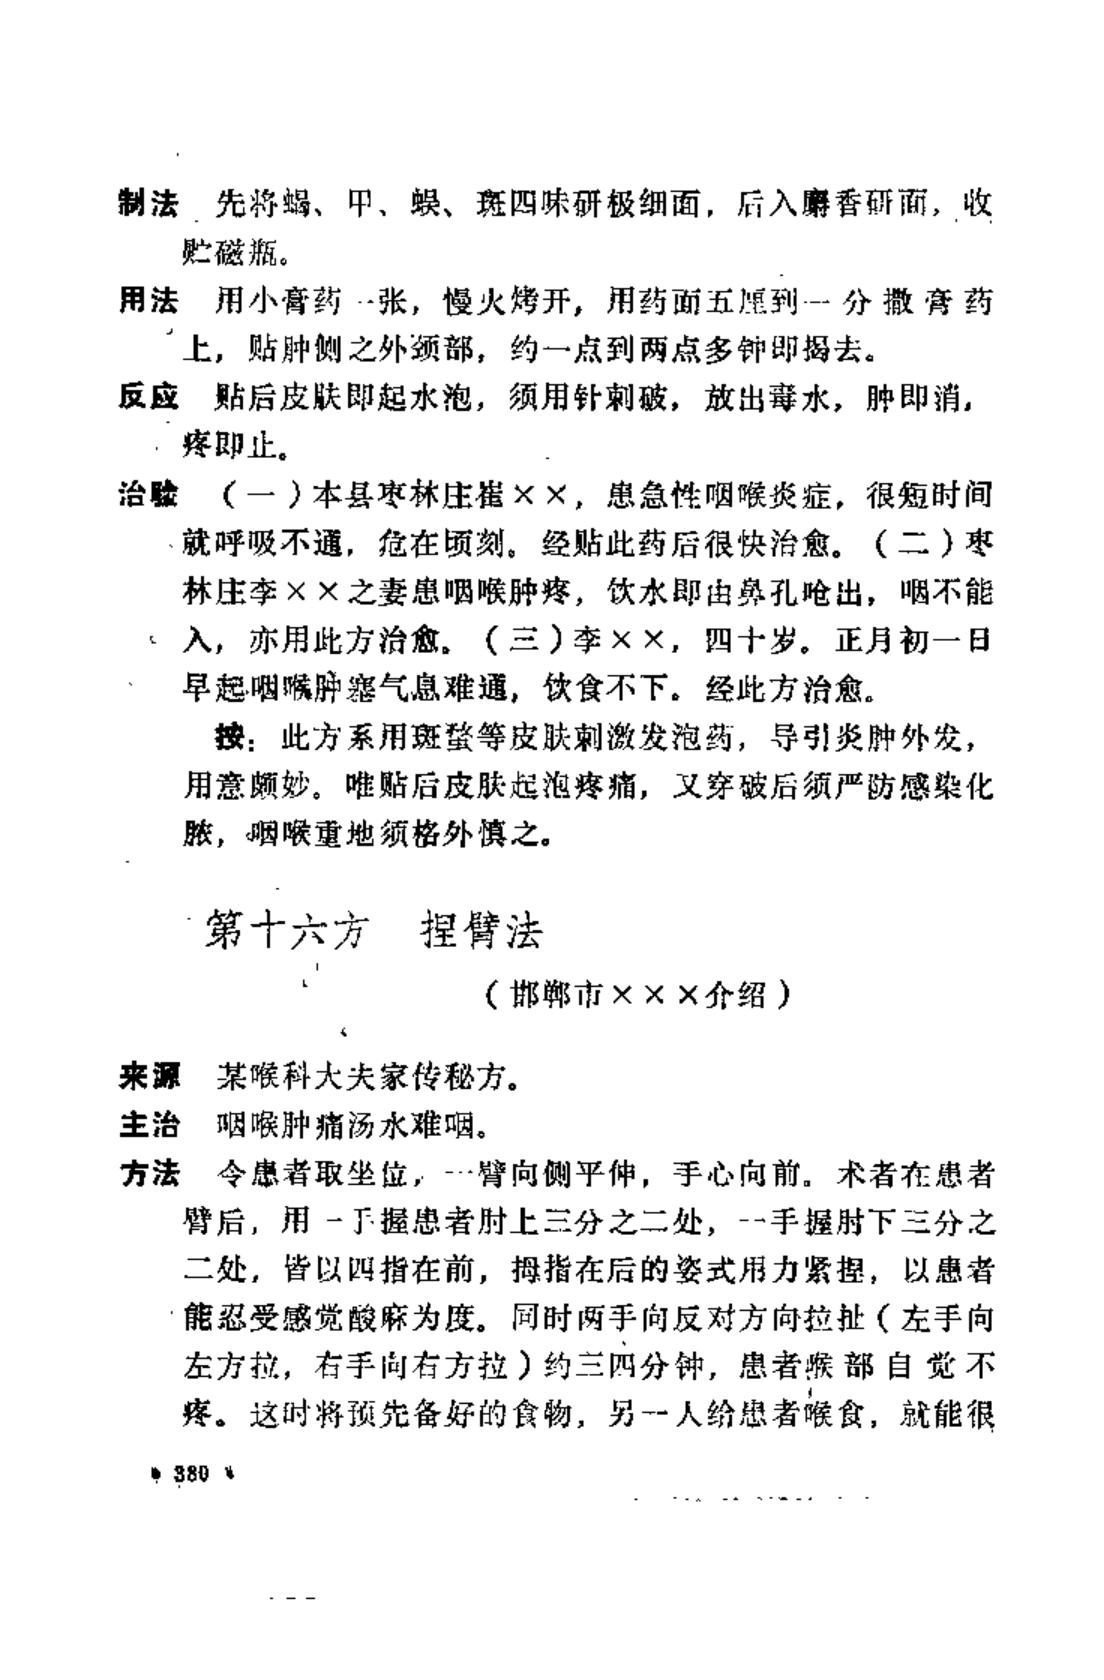 制法　先将蝎、甲、蜈、斑四味研极细面，后入麝香研面，收
贮磁瓶。
用法　用小膏药一张，慢火烤开，用药面五厘到一分撒膏药
上，贴肿侧之外颈部，约一点到两点多钟即揭去。
反应　贴后皮肤即起水泡，须用针刺破，放出毒水，肿即消，
疼即止。
治验　（一）本县枣林庄崔××，患急性咽喉炎症，很短时间
就呼吸不通，危在顷刻。经贴此药后很快治愈。（二）枣
林庄李××之妻患咽喉肿疼，饮水即由鼻孔呛出，咽不能
入，亦用此方治愈。（三）李××，四十岁。正月初一日
早起咽喉肿塞气息难通，饮食不下。经此方治愈。
按：此方系用斑蝥等皮肤刺激发泡药，导引炎肿外发，
用意颇妙。唯贴后皮肤起泡疼痛，又穿破后须严防感染化
脓，咽喉重地须格外慎之。
第十六方　捏臂法
（邯郸市×××介绍）
来源　某喉科大夫家传秘方。
主治　咽喉肿痛汤水难咽。
方法　令患者取坐位，一臂向侧平伸，手心向前。术者在患者
臂后，用一手握患者肘上三分之二处，一手握肘下三分之
二处，皆以四指在前，拇指在后的姿式用力紧捏，以患者
能忍受感觉酸麻为度。同时两手向反对方向拉扯（左手向
左方拉，右手向右方拉）约三四分钟，患者喉部自觉不
疼。这时将预先备好的食物，另一人给患者喉食，就能很
380